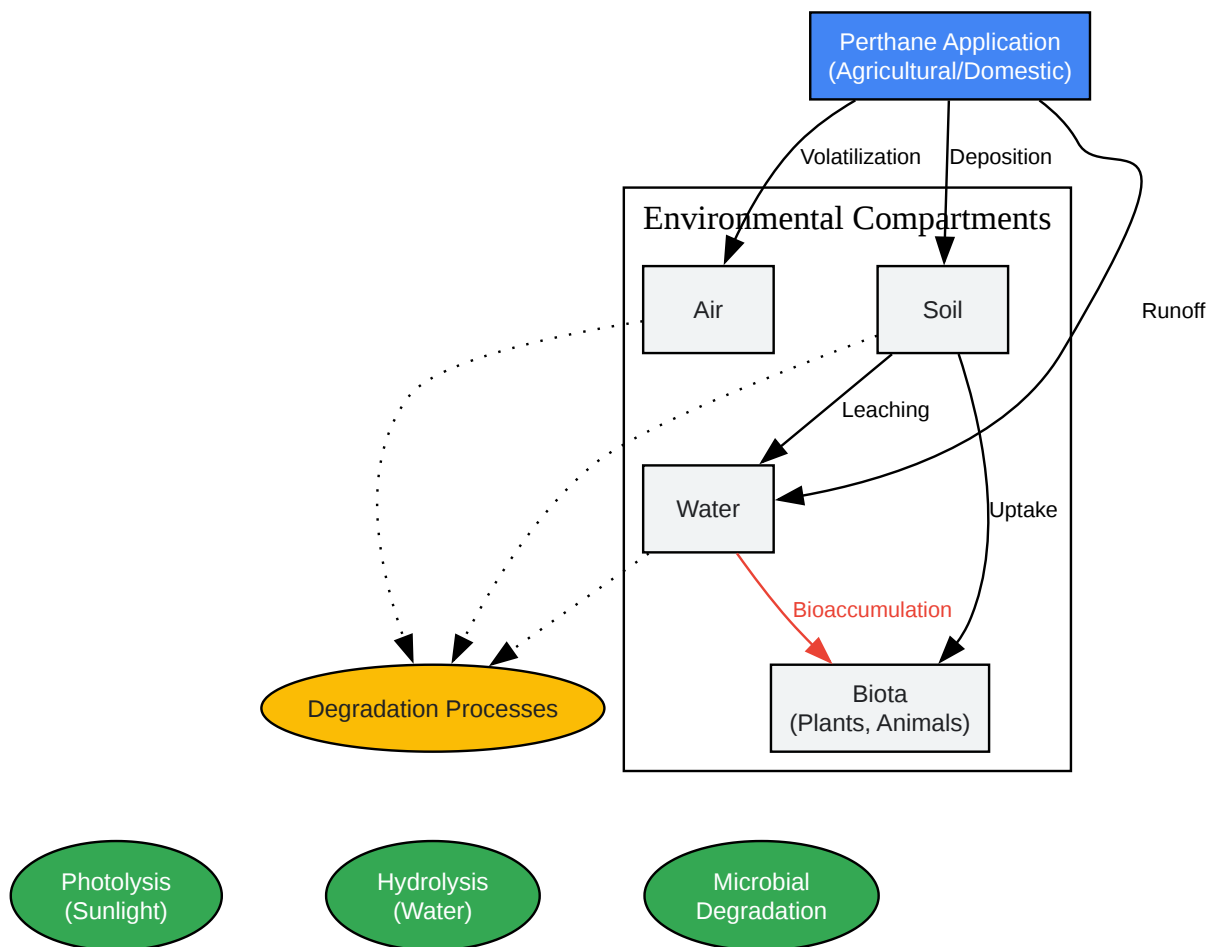 Perthane Application
(Agricultural/Domestic)
Volatilization
Deposition
Environmental Compartments
Air
Soil
Runoff
Leaching
Water
Uptake
Bioaccumulation
Biota
(Plants, Animals)
Degradation Processes
Photolysis
(Sunlight)
Hydrolysis
(Water)
Microbial
Degradation